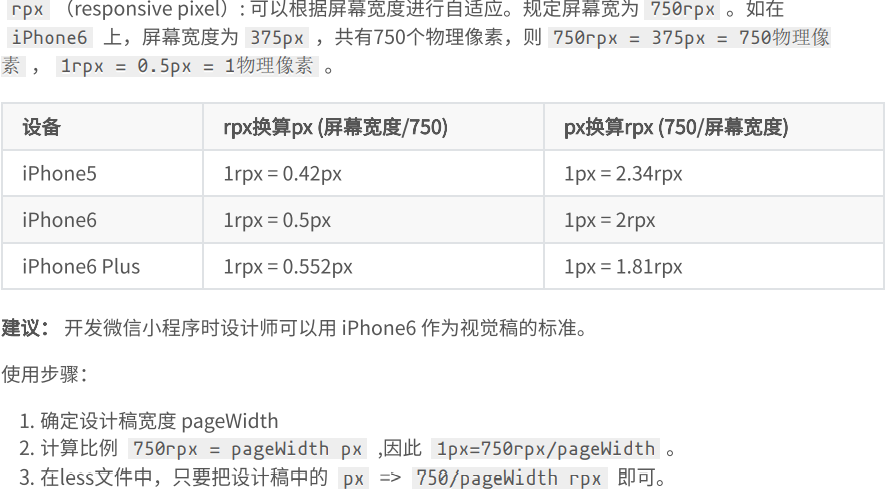 rpx （responsive pixel）: 可以根据屏幕宽度进行自适应。规定屏幕宽为 750rpx 。如在
iPhone6 上，屏幕宽度为 375px ，共有750个物理像素，则 750rpx = 375px = 750物理像
素 ， 1rpx = 0.5px = 1物理像素 。
设备 rpx换算px (屏幕宽度/750) px换算rpx (750/屏幕宽度)
iPhone5 1rpx = 0.42px 1px = 2.34rpx
iPhone6 1rpx = 0.5px 1px = 2rpx
iPhone6 Plus 1rpx = 0.552px 1px = 1.81rpx
建议： 开发微信小程序时设计师可以用 iPhone6 作为视觉稿的标准。
使用步骤：
1. 确定设计稿宽度 pageWidth
2. 计算比例 750rpx = pageWidth px ,因此 1px=750rpx/pageWidth 。
3. 在less文件中，只要把设计稿中的 px => 750/pageWidth rpx 即可。